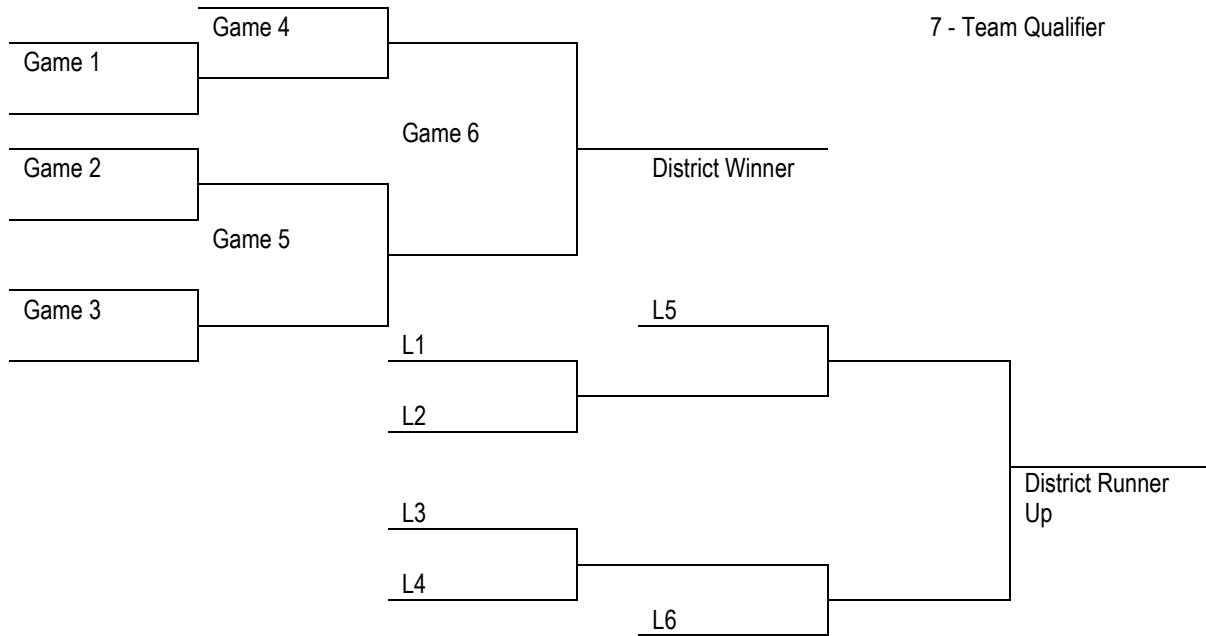 Game 4
7 - Team Qualifier
Game 1
Game 6
Game 2
District Winner
Game 5
Game 3
L5
L1
L2
District Runner
Up
L3
L4
L6